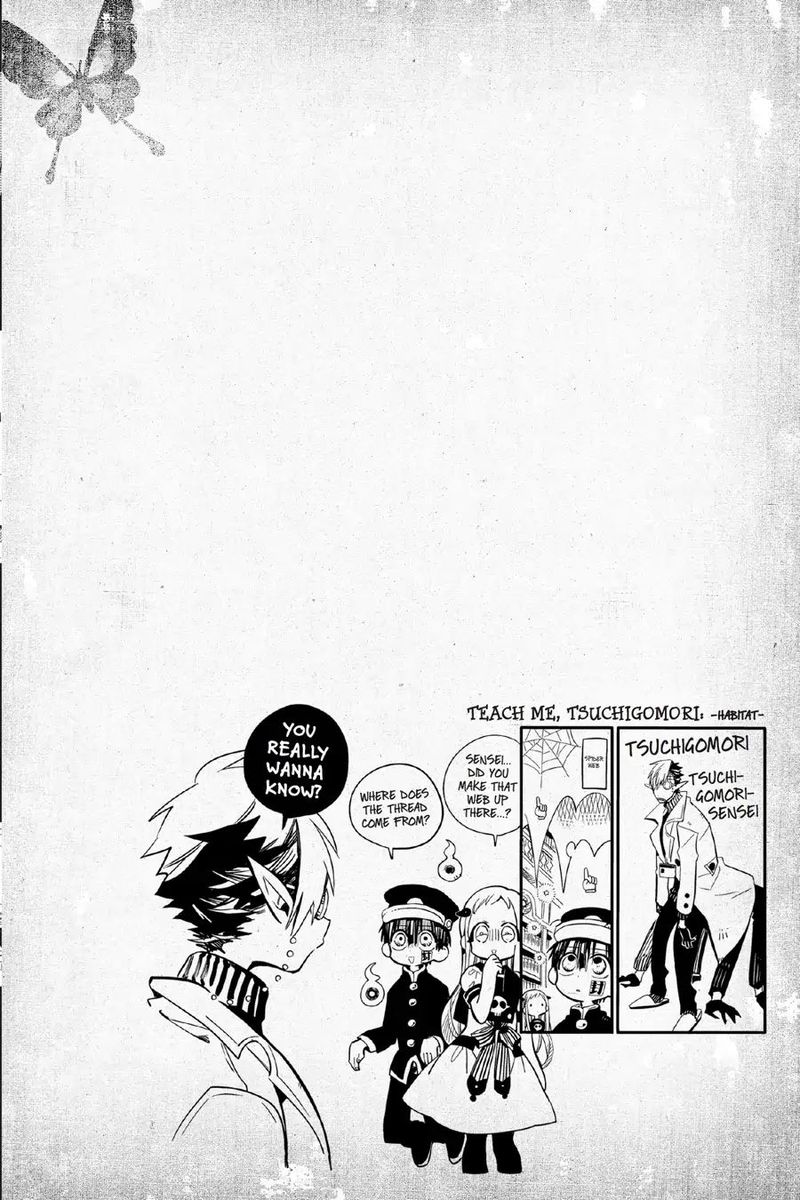 TEACH ME, TSUCHIGOMORI: -HABITAT-
TSUCHIGOMORI
TSUCHI-
GOMORI-
SENSEI
SPIDER
WEB
SENSEI...
DID YOU
MAKE THAT
WEB UP
THERE...?
WHERE DOES
THE THREAD
COME FROM?
YOU
REALLY
WANNA
KNOW?